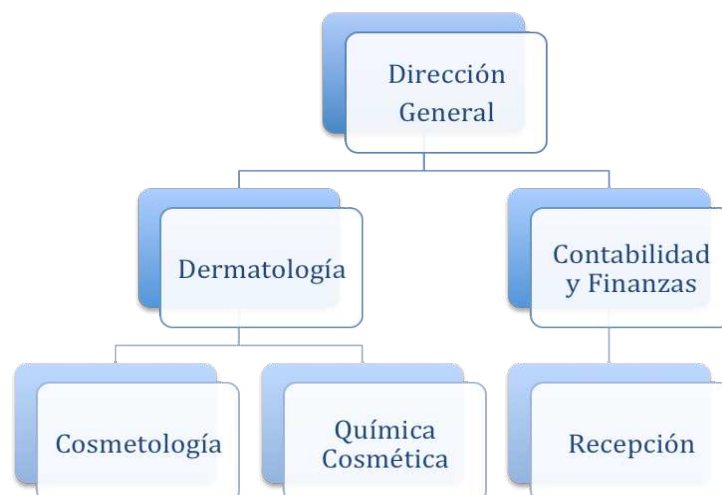 Dirección
General
Dermatología
Contabilidad
y Finanzas
Cosmetología
Química
Cosmética
Recepción